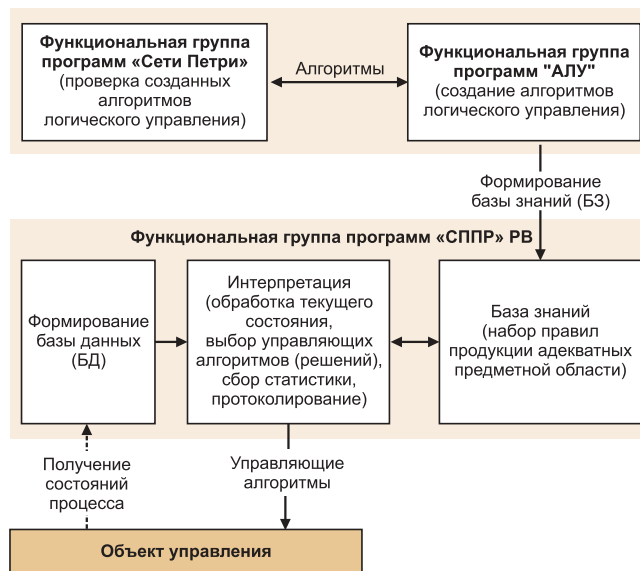 Функциональная группа
программ «Сети Петри»
(проверка созданных
алгоритмов
логического управления)
Алгоритмы
Функциональная группа
программ "АЛУ"
(создание алгоритмов
логического управления)
Формирование
базы знаний (БЗ)
Функциональная группа программ «СППР» РВ
Формирование
базы данных
(БД)
Интерпретация
(обработка текущего
состояния,
выбор управляющих
алгоритмов (решений),
сбор статистики,
протоколирование)
База знаний
(набор правил
продукции адекватных
предметной области)
Получение
состояний
процесса
Управляющие
алгоритмы
Объект управления